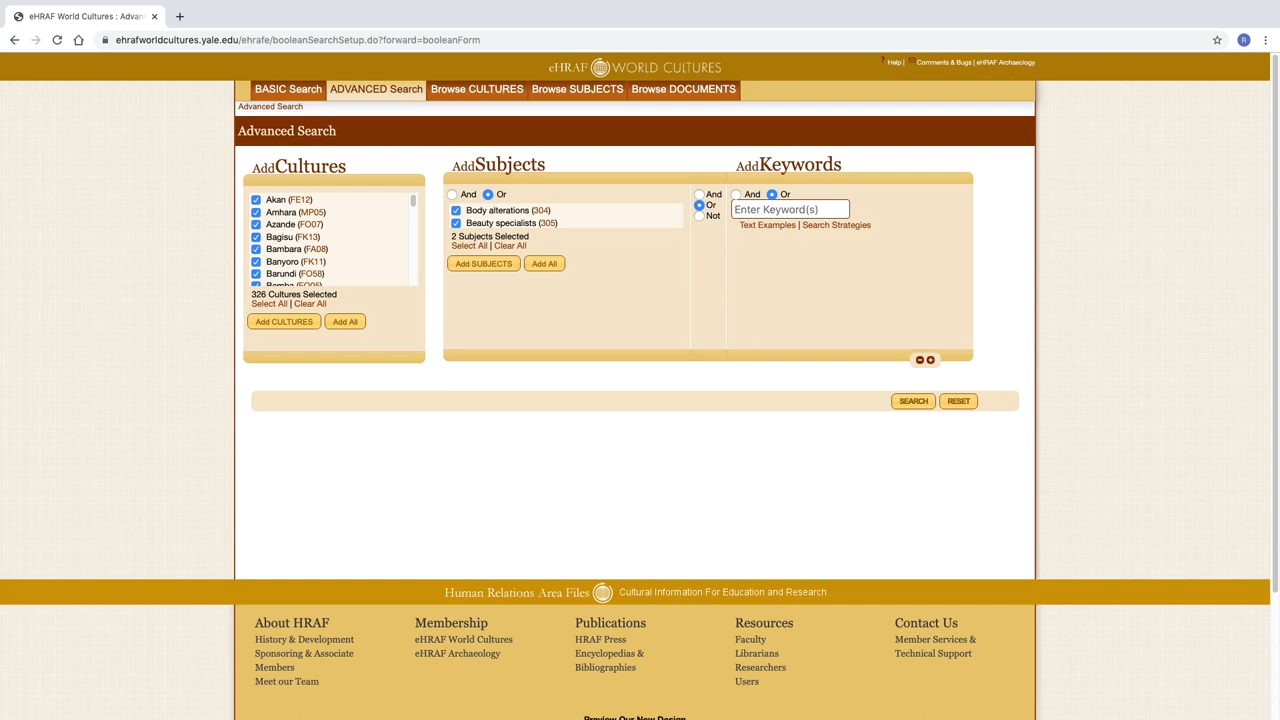 eHRAF World Cultures : Advan
ehrafworldcultures.yale.edu/ehrafe/booleanSearchSetup.do?forward=booleanForm
R
eHRAF WORLD CULTURES
Help | Comments & Bugs | eHRAF Archaeology
BASIC Search ADVANCED Search Browse CULTURES Browse SUBJECTS Browse DOCUMENTS
Advanced Search
Advanced Search
AddCultures
Akan (FE12)
Amhara (MP05)
Azande (FO07)
Bagisu (FK13)
Bambara (FA08)
Banyoro (FK11)
Barundi (FO58)
Bemba (FQ05)
326 Cultures Selected
Select All | Clear All
Add CULTURES Add All
AddSubjects
And Or
Body alterations (304)
Beauty specialists (305)
2 Subjects Selected
Select All | Clear All
Add SUBJECTS Add All
And
Or
Not
AddKeywords
And Or
Enter Keyword(s)
Text Examples | Search Strategies
SEARCH RESET
Human Relations Area Files Cultural Information For Education and Research
About HRAF
History & Development
Sponsoring & Associate
Members
Meet our Team
Membership
eHRAF World Cultures
eHRAF Archaeology
Publications
HRAF Press
Encyclopedias &
Bibliographies
Resources
Faculty
Librarians
Researchers
Users
Contact Us
Member Services &
Technical Support
Preview Our New Design